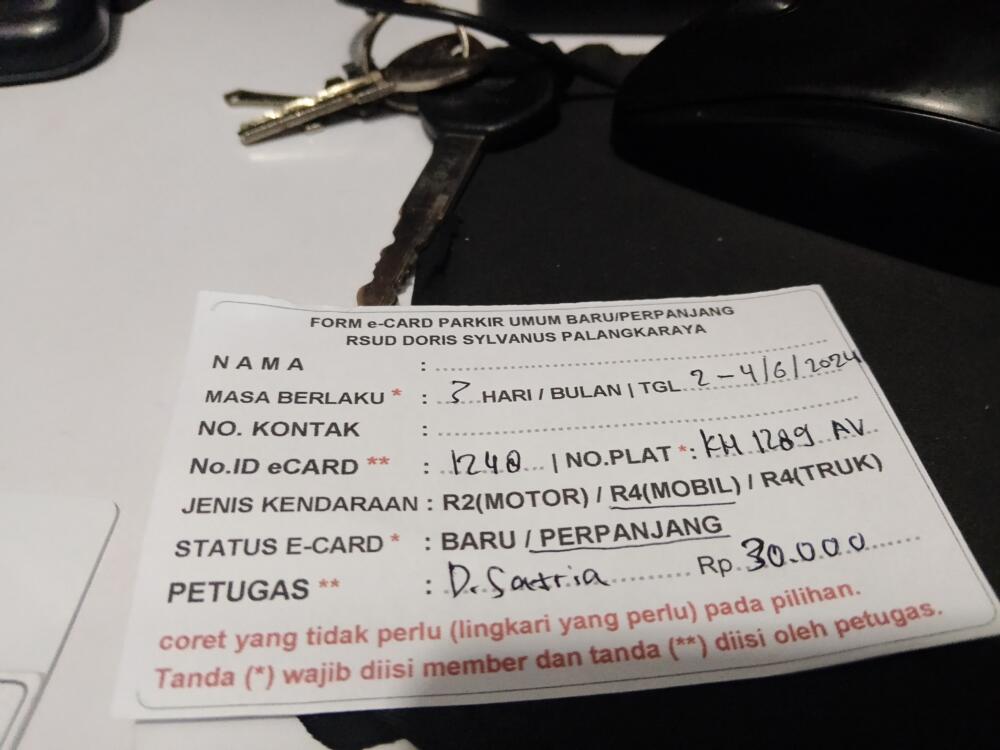 FORM e-CARD PARKIR UMUM BARU/PERPANJANG
RSUD DORIS SYLVANUS PALANGKARAYA
NAMA : ....................
MASA BERLAKU * : 3 HARI / BULAN | TGL. 2 - 4/6/2024
NO. KONTAK : ....................
No.ID eCARD ** : 1248 | NO.PLAT *: KH 1289 AV
JENIS KENDARAAN : R2(MOTOR) / R4(MOBIL) / R4(TRUK)
STATUS E-CARD * : BARU / PERPANJANG
PETUGAS ** : D. Satria Rp. 30.000
coret yang tidak perlu (lingkari yang perlu) pada pilihan.
Tanda (*) wajib diisi member dan tanda (**) diisi oleh petugas.